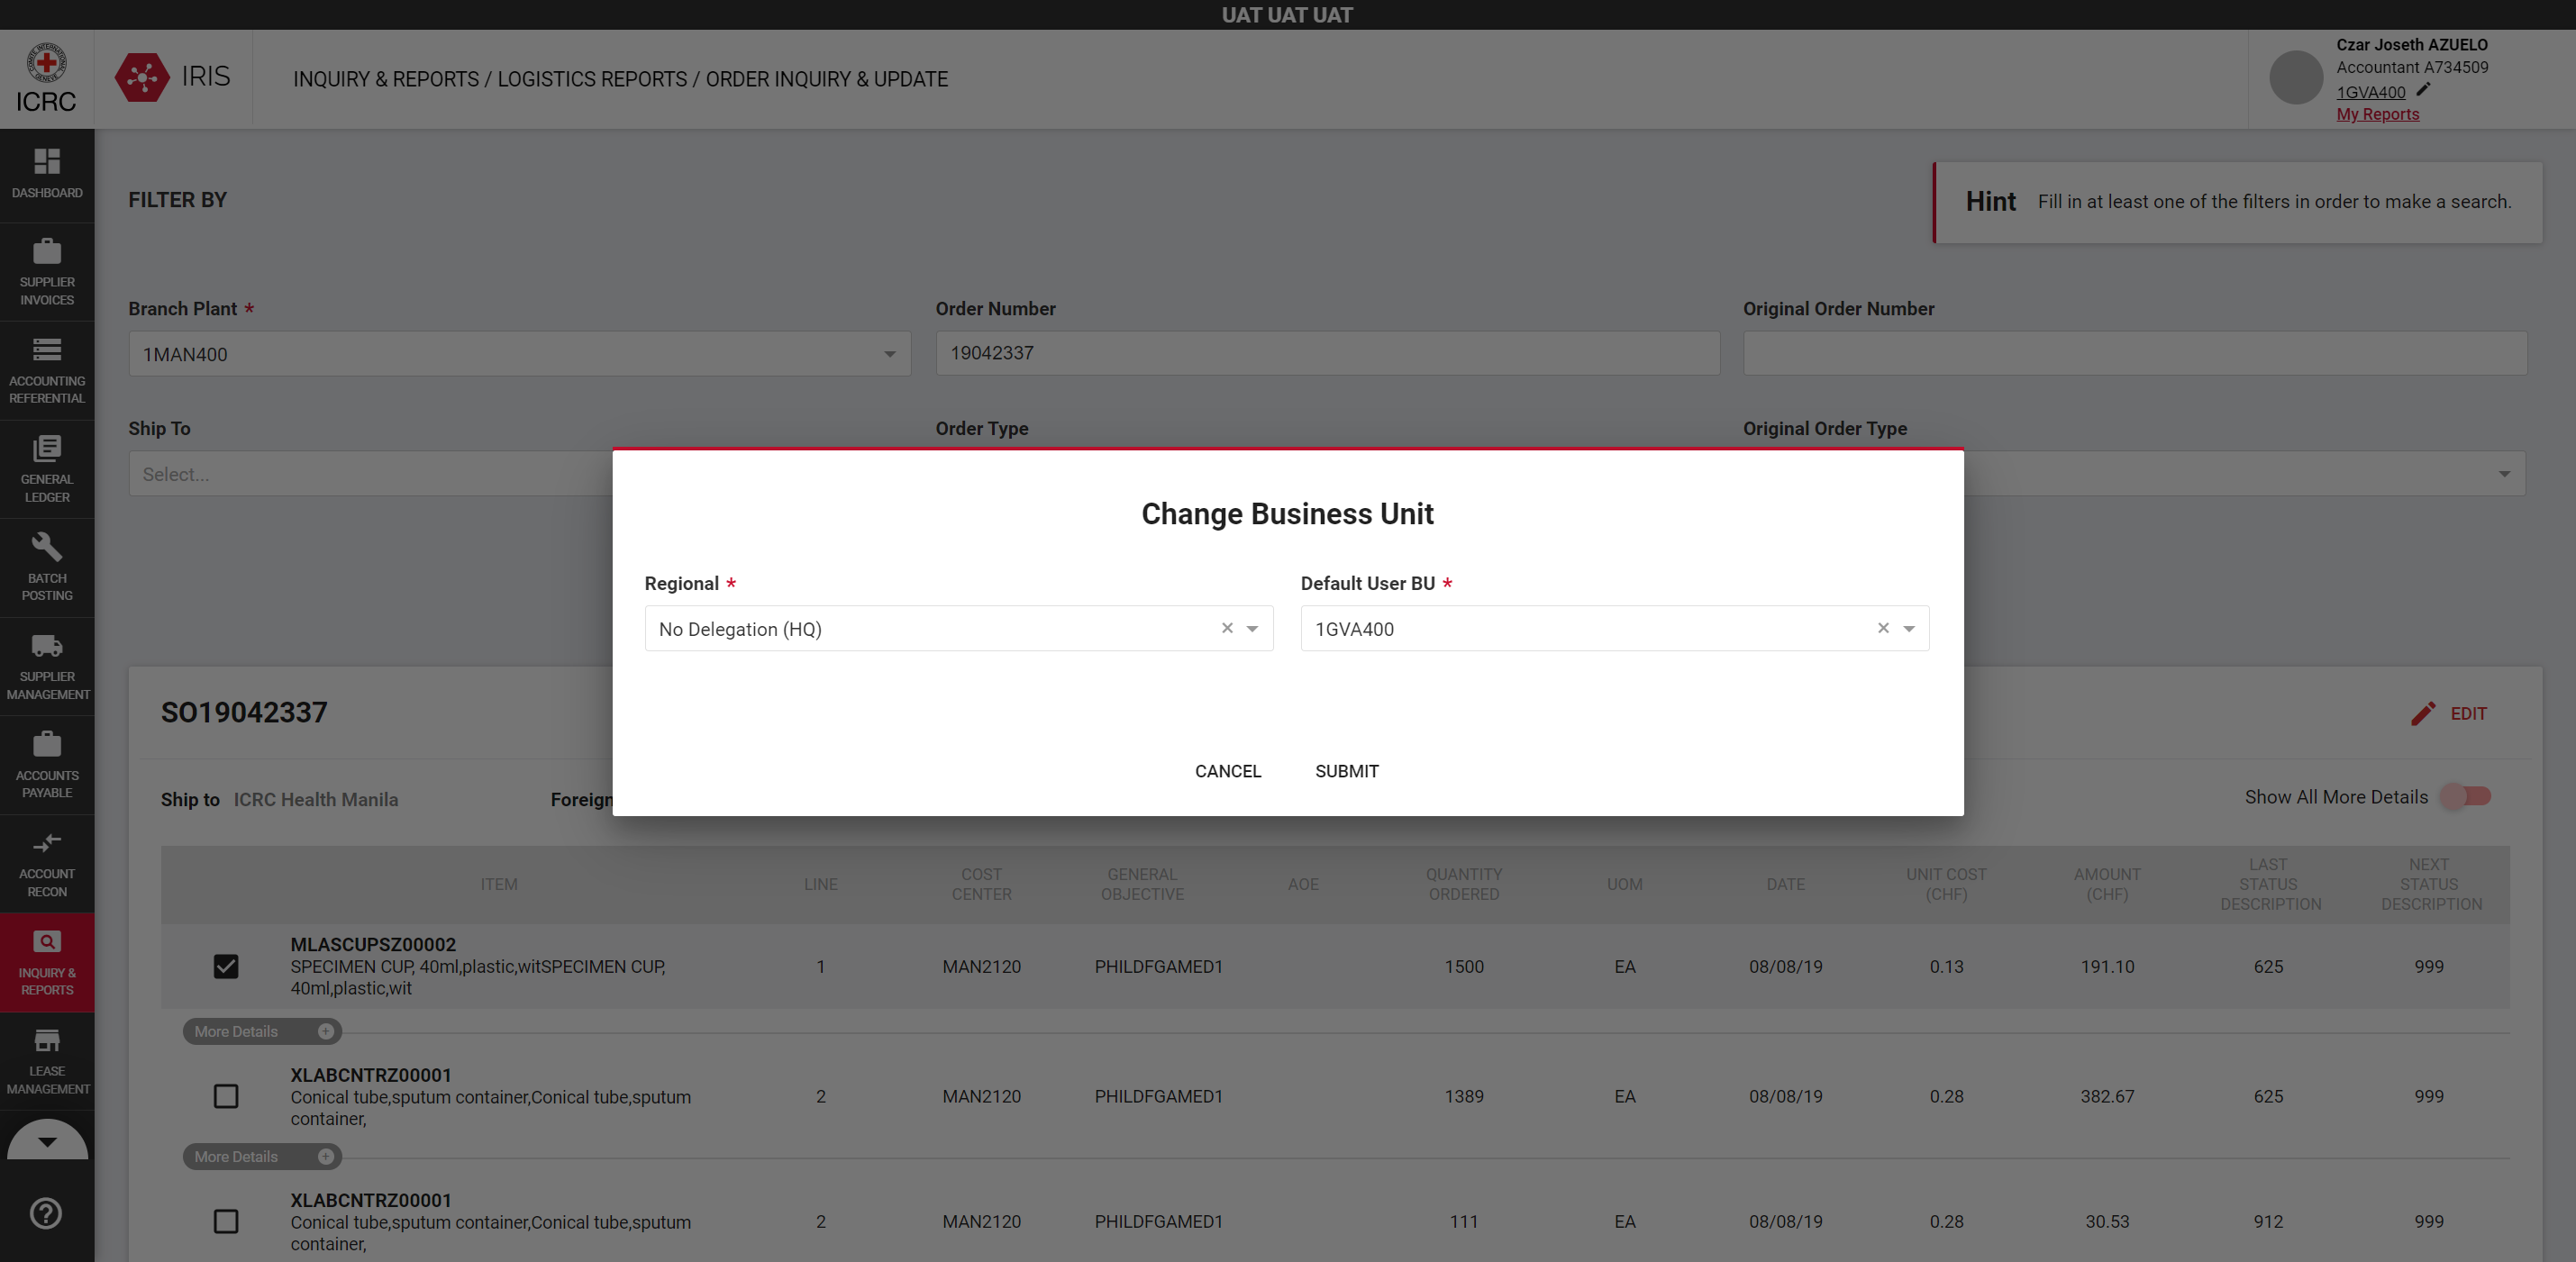 UAT UAT UAT
ICRC
IRIS
INQUIRY & REPORTS / LOGISTICS REPORTS / ORDER INQUIRY & UPDATE
Czar Joseth AZUELO
Accountant A734509
1GVA400
My Reports
DASHBOARD
SUPPLIER
INVOICES
ACCOUNTING
REFERENTIAL
GENERAL
LEDGER
BATCH
POSTING
SUPPLIER
MANAGEMENT
ACCOUNTS
PAYABLE
ACCOUNT
RECON
INQUIRY &
REPORTS
LEASE
MANAGEMENT
FILTER BY
Hint Fill in at least one of the filters in order to make a search.
Branch Plant *
1MAN400
Order Number
19042337
Original Order Number
Ship To
Select...
Order Type
Original Order Type
Change Business Unit
Regional *
No Delegation (HQ)
Default User BU *
1GVA400
CANCEL
SUBMIT
SO19042337
EDIT
Ship to ICRC Health Manila
Foreign
Show All More Details
ITEM
LINE
COST
CENTER
GENERAL
OBJECTIVE
AOE
QUANTITY
ORDERED
UOM
DATE
UNIT COST
(CHF)
AMOUNT
(CHF)
LAST
STATUS
DESCRIPTION
NEXT
STATUS
DESCRIPTION
MLASCUPSZ00002
SPECIMEN CUP, 40ml,plastic,witSPECIMEN CUP,
40ml,plastic,wit
1 MAN2120 PHILDFGAMED1 1500 EA 08/08/19 0.13 191.10 625 999
More Details
XLABCNTRZ00001
Conical tube,sputum container,Conical tube,sputum
container,
2 MAN2120 PHILDFGAMED1 1389 EA 08/08/19 0.28 382.67 625 999
More Details
XLABCNTRZ00001
Conical tube,sputum container,Conical tube,sputum
container,
2 MAN2120 PHILDFGAMED1 111 EA 08/08/19 0.28 30.53 912 999